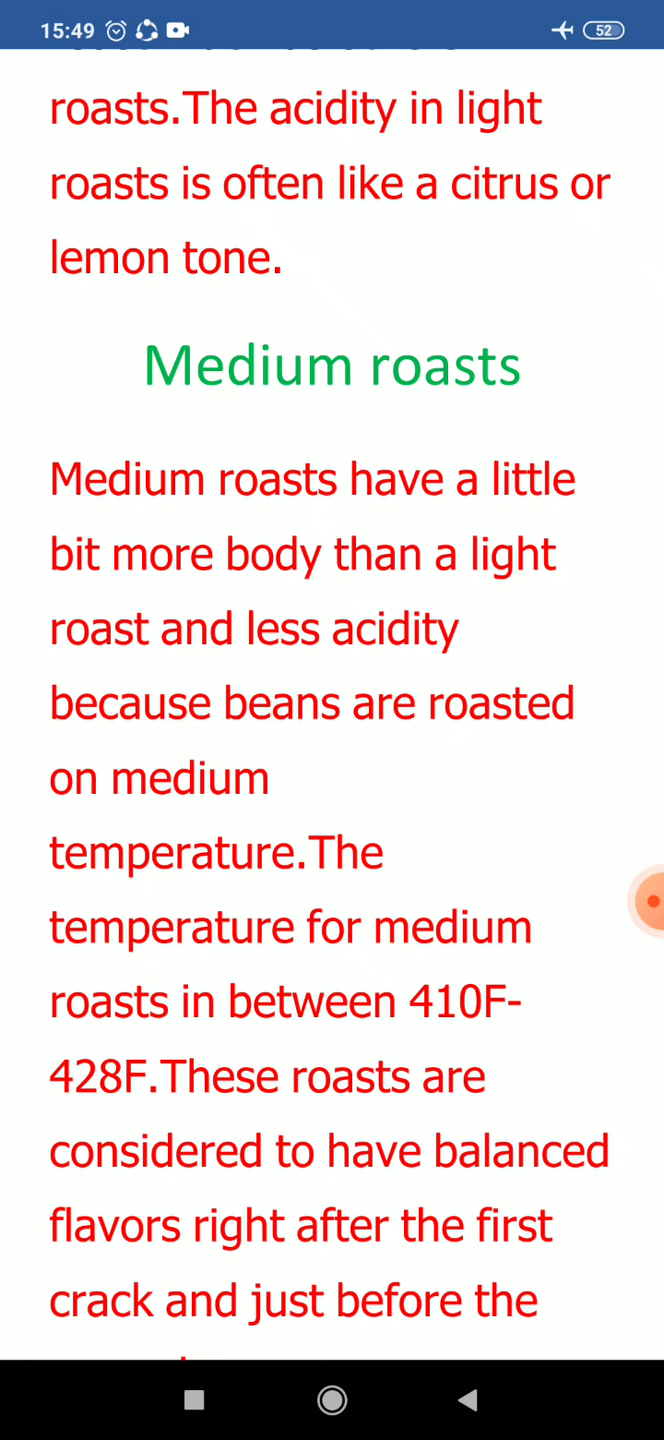 15:49
52
roasts.The acidity in light
roasts is often like a citrus or
lemon tone.
Medium roasts
Medium roasts have a little
bit more body than a light
roast and less acidity
because beans are roasted
on medium
temperature.The
temperature for medium
roasts in between 410F-
428F.These roasts are
considered to have balanced
flavors right after the first
crack and just before the